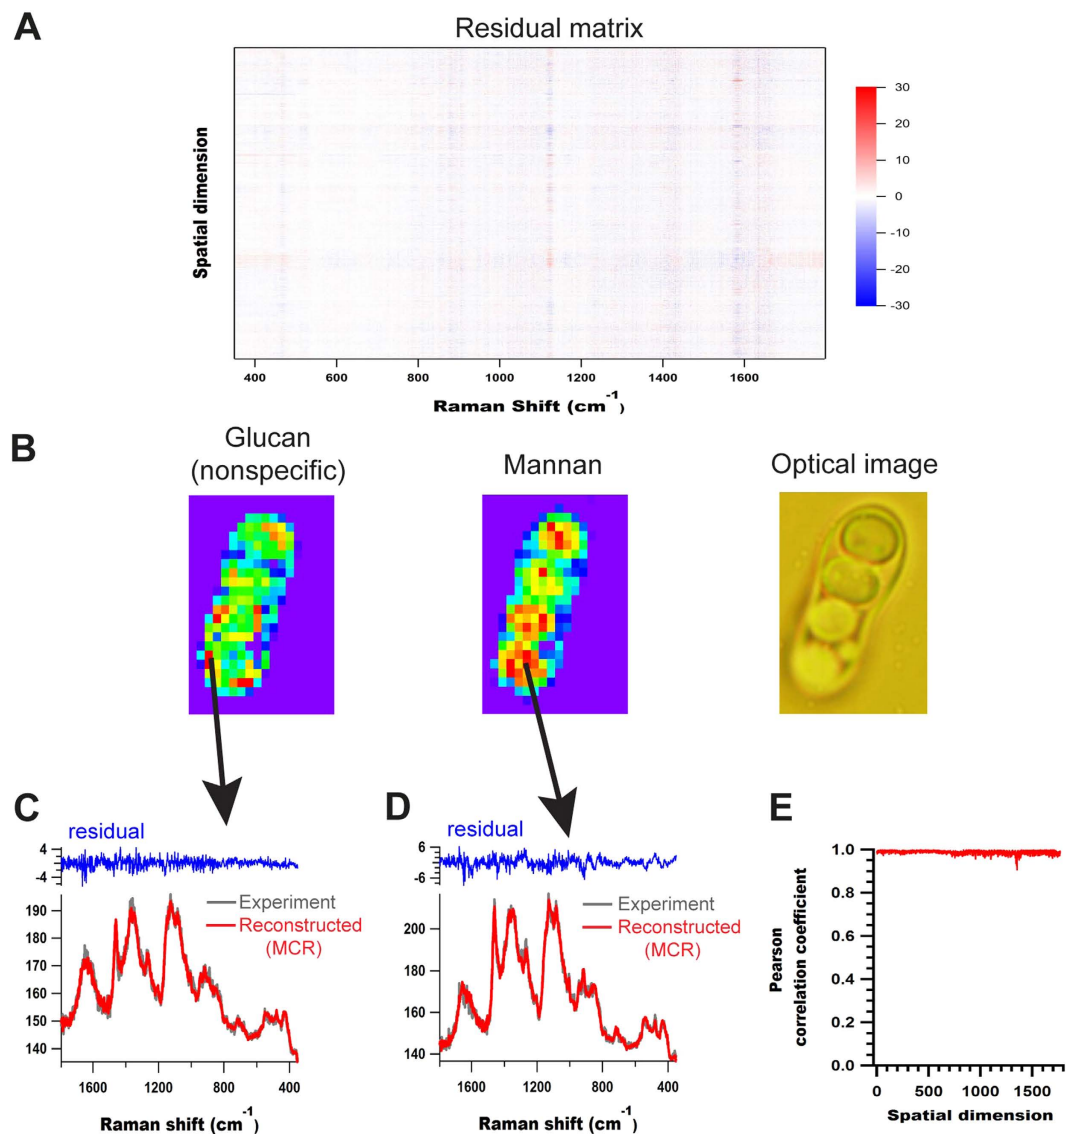 A
Residual matrix
Spatial dimension
30
20
10
0
-10
-20
-30
400 600 800 1000 1200 1400 1600
Raman Shift (cm-1)
B
Glucan
(nonspecific)
Mannan
Optical image
C
residual
4
-4
Experiment
Reconstructed
(MCR)
190
180
170
160
150
140
1600 1200 800 400
Raman shift (cm-1)
D
residual
6
-6
Experiment
Reconstructed
(MCR)
200
180
160
140
1600 1200 800 400
Raman shift (cm-1)
E
Pearson
correlation coefficient
1.0
0.8
0.6
0.4
0.2
0.0
0 500 1000 1500
Spatial dimension